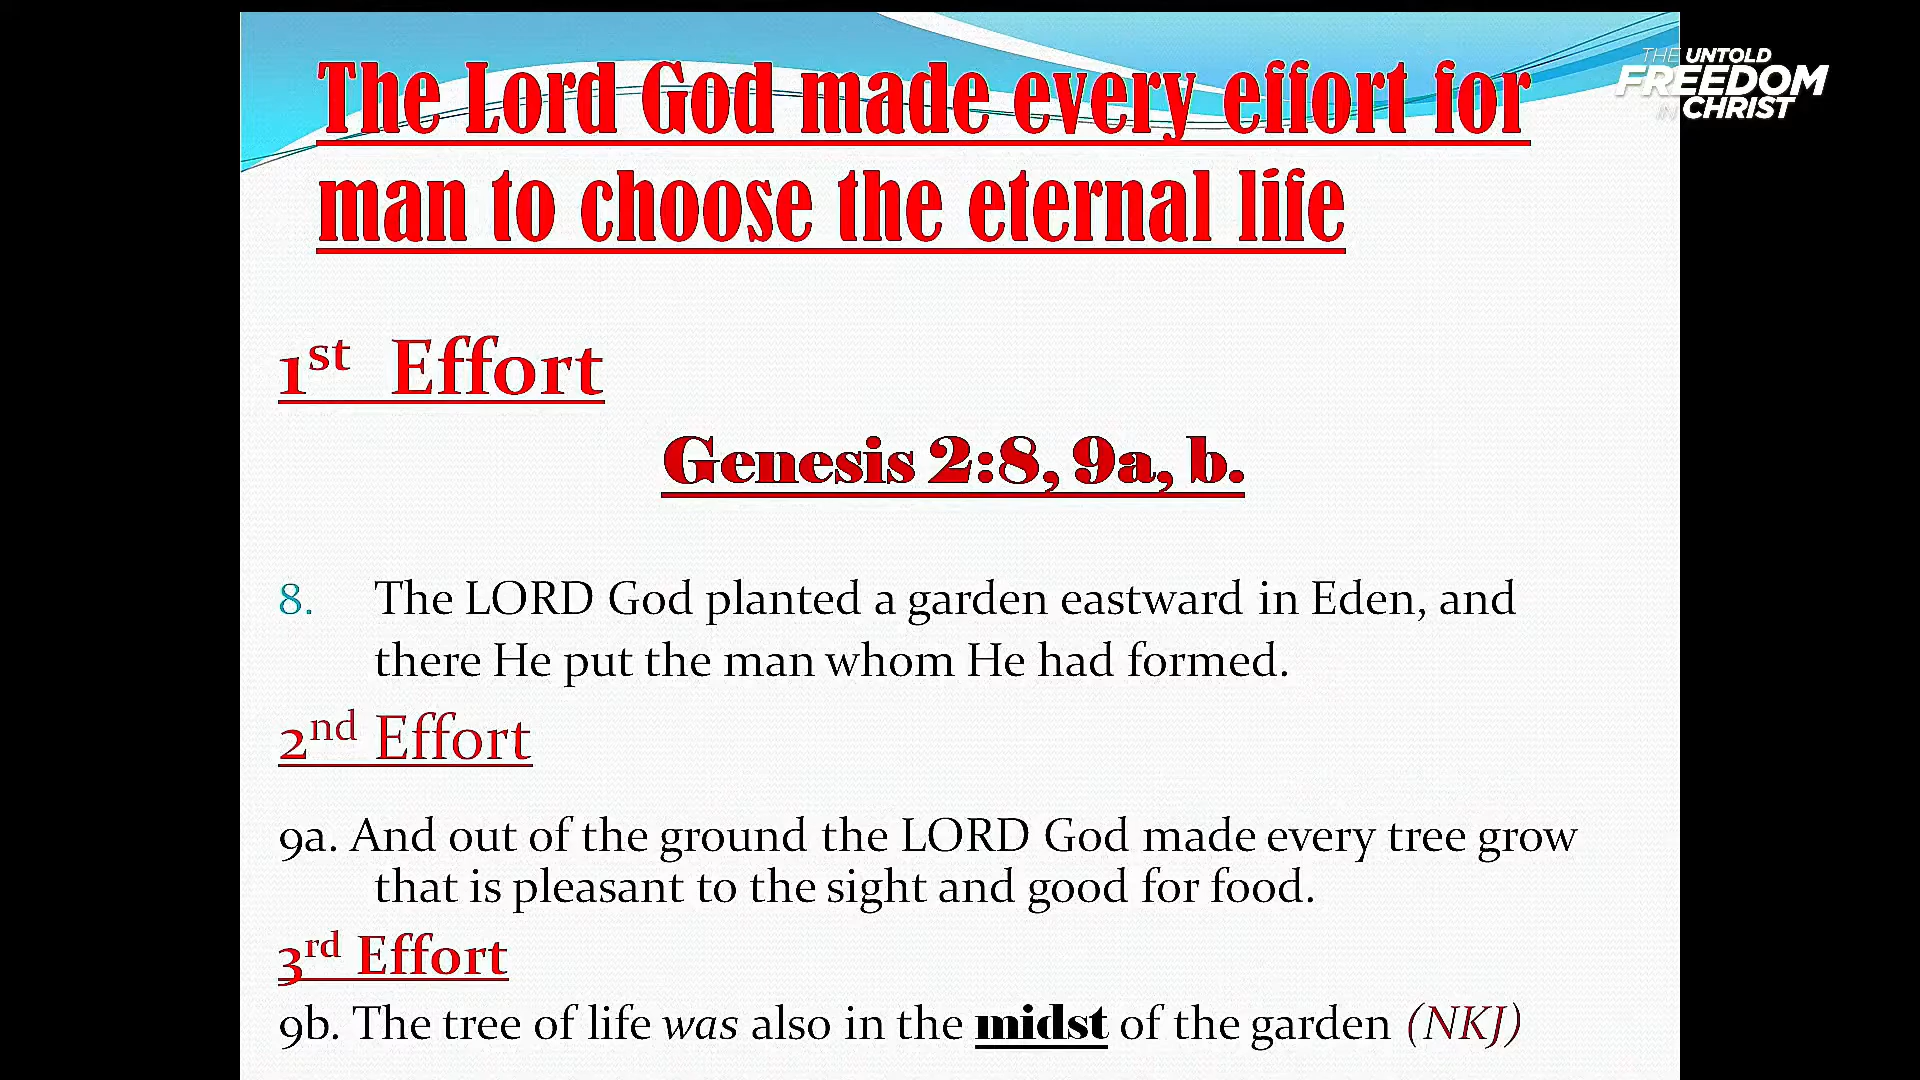 The Lord God made every effort for
man to choose the eternal life
THE UNTOLD
FREEDOM
IN CHRIST
1st Effort
Genesis 2:8, 9a, b.
8. The LORD God planted a garden eastward in Eden, and
there He put the man whom He had formed.
2nd Effort
9a. And out of the ground the LORD God made every tree grow
that is pleasant to the sight and good for food.
3rd Effort
9b. The tree of life was also in the midst of the garden (NKJ)